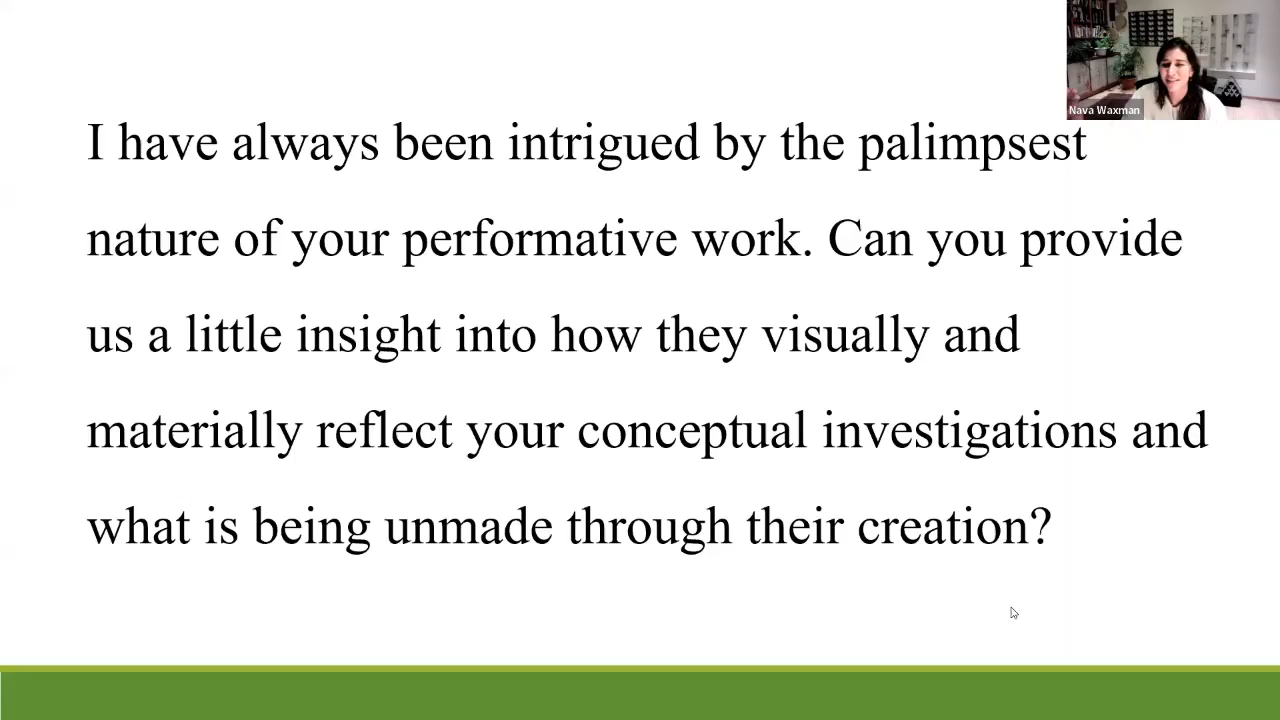 Nava Waxman
I have always been intrigued by the palimpsest
nature of your performative work. Can you provide
us a little insight into how they visually and
materially reflect your conceptual investigations and
what is being unmade through their creation?